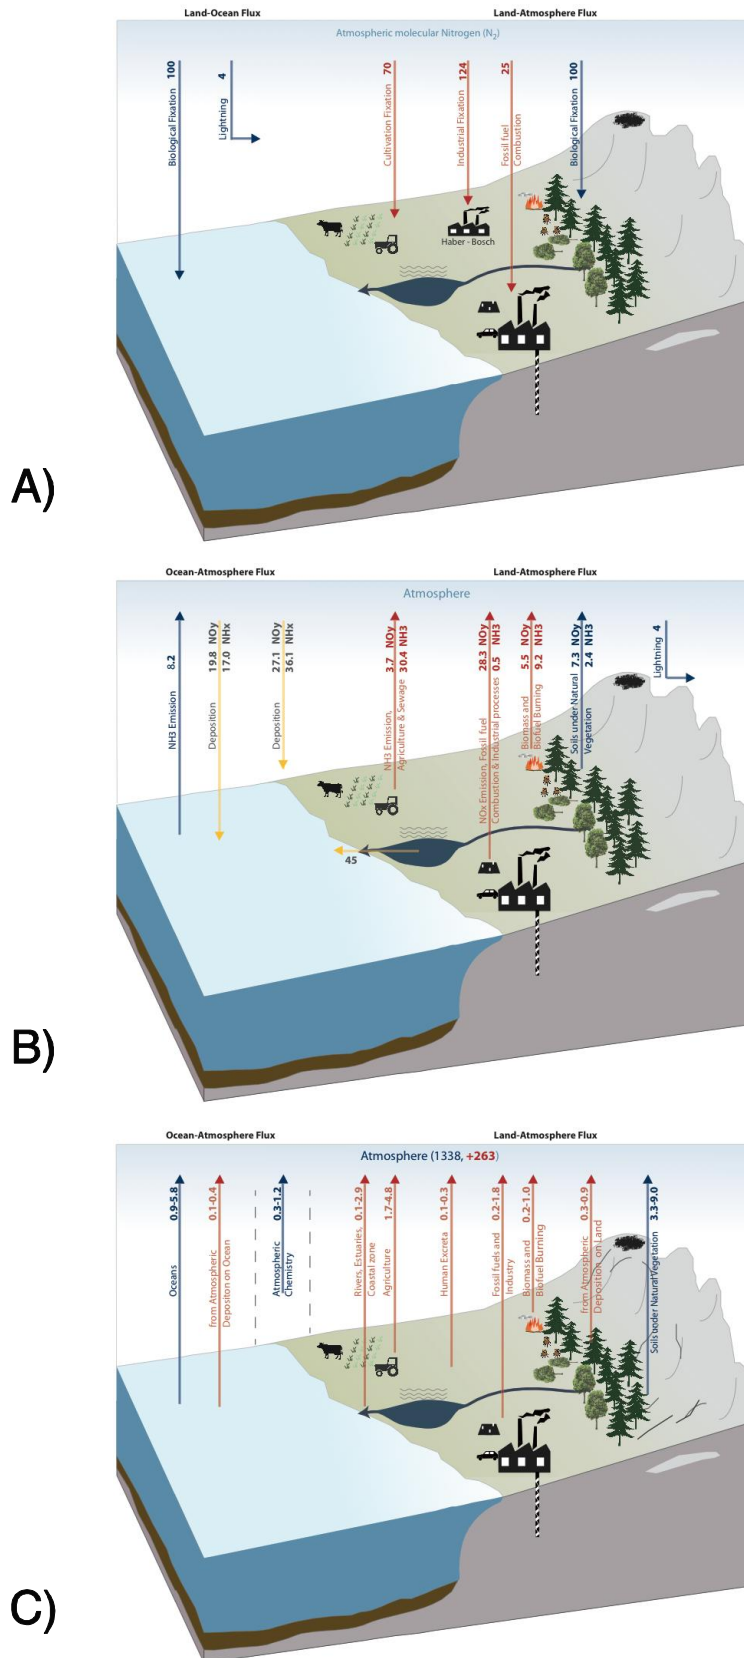 Land-Ocean Flux
Land-Atmosphere Flux
Atmospheric molecular Nitrogen (N₂)
Biological Fixation 100
Lightning 4
Cultivation Fixation 70
Industrial Fixation 124
Fossil fuel 25
Combustion
Biological Fixation 100
Haber - Bosch
A)
Ocean-Atmosphere Flux
Land-Atmosphere Flux
Atmosphere
NH3 Emission 8.2
Deposition 19.8 NOy
17.0 NHx
Deposition 27.1 NOy
36.1 NHx
NH3 Emission, 3.7 NOy
Agriculture & Sewage 30.4 NH3
NOx Emission, Fossil fuel 28.3 NOy
Combustion & Industrial processes 0.5 NH3
Biomass and 5.5 NOy
Biofuel Burning 9.2 NH3
Soils under Natural 7.3 NOy
Vegetation 2.4 NH3
Lightning 4
45
B)
Ocean-Atmosphere Flux
Land-Atmosphere Flux
Atmosphere (1338, +263)
Oceans 0.9-5.8
from Atmospheric 0.1-0.4
Depositon on Ocean
Atmospheric 0.3-1.2
Chemistry
Rivers, Estuaries, 0.1-2.9
Coastal zone
Agriculture 1.7-4.8
Human Excreta 0.1-0.3
Fossil fuels and 0.2-1.8
Industry
Biomass and 0.2-1.0
Biofuel Burning
from Atmospheric 0.3-0.9
Deposition on Land
Soils under Natural Vegetation 3.3-9.0
C)